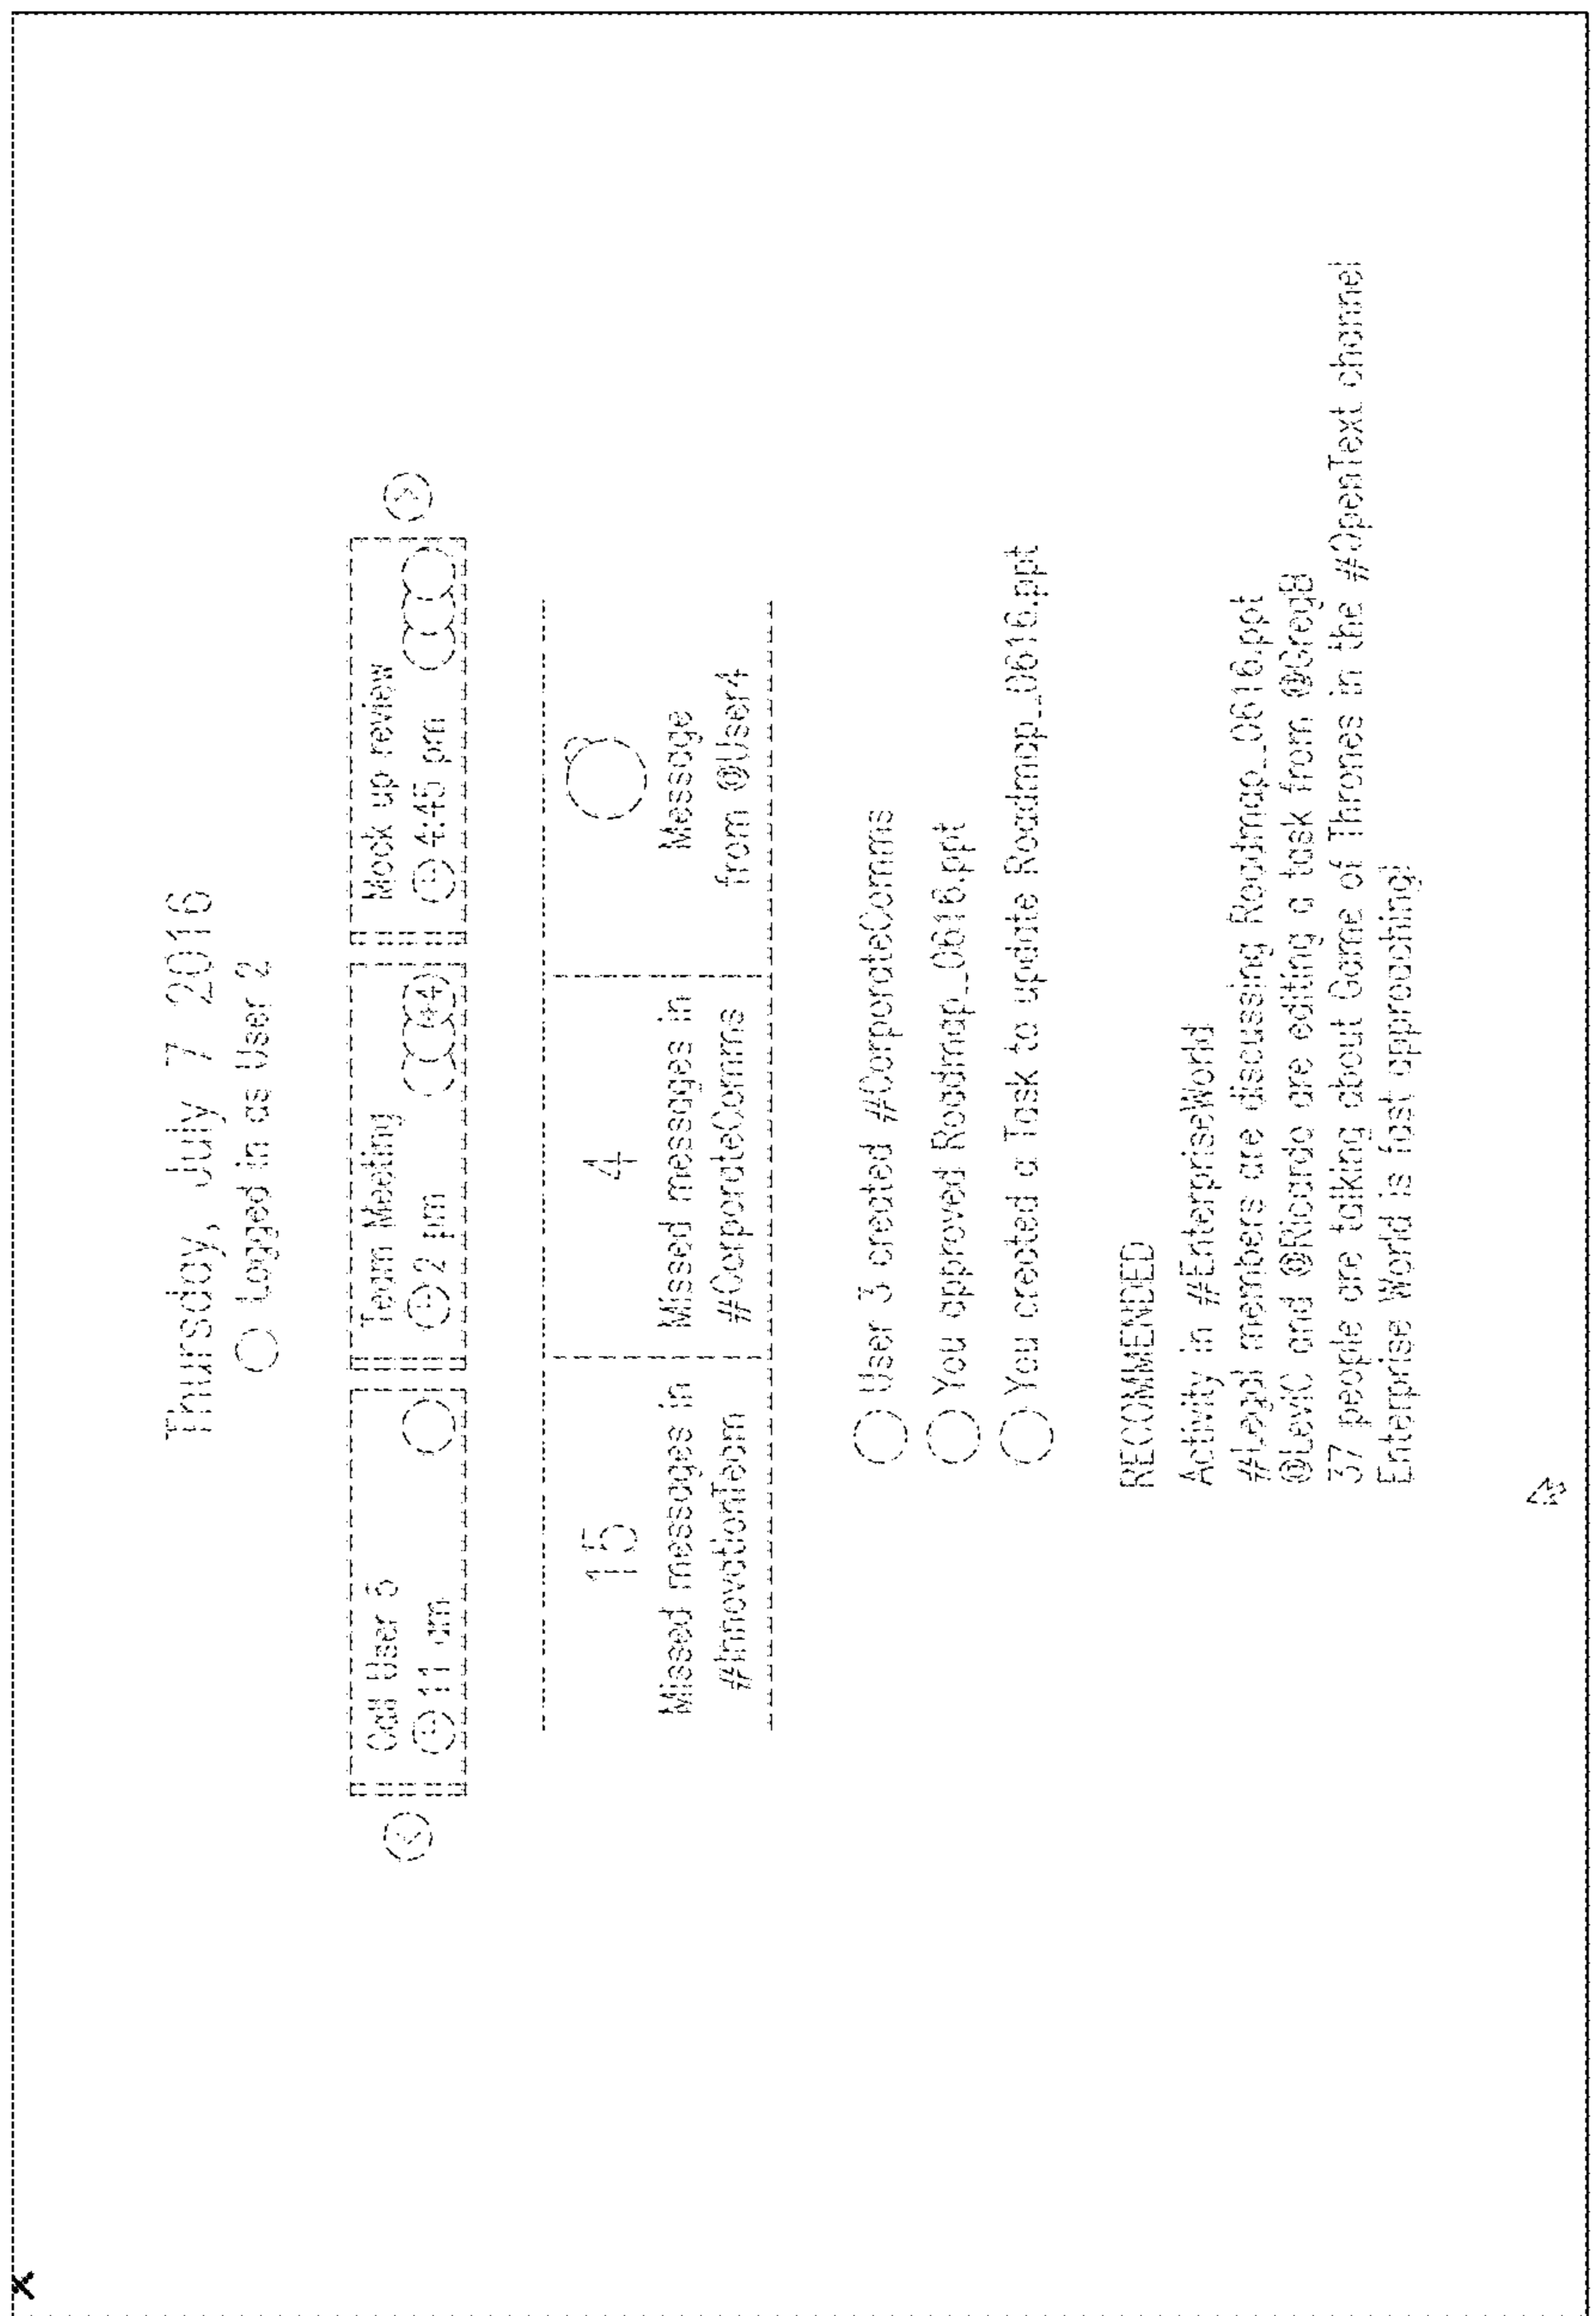 Thursday, July 7 2016
Logged in as User 2
Call User
11 am
Team Meeting
2 pm
(+4)
Mock up review
4:45 pm
15
Missed messages in
#InnovationTeam
4
Missed messages in
#CorporateComms
Message
from @User4
User 3 created #CorporateComms
You approved Roadmap_0616.ppt
You created a Task to update Roadmap_0616.ppt
RECOMMENDED
Activity in #EnterpriseWorld
#Legal members are discussing Roadmap_0616.ppt
@LeviC and @Ricardo are editing a task from @GregB
37 people are talking about Game of Thrones in the #OpenText channel
Enterprise World is fast approaching!